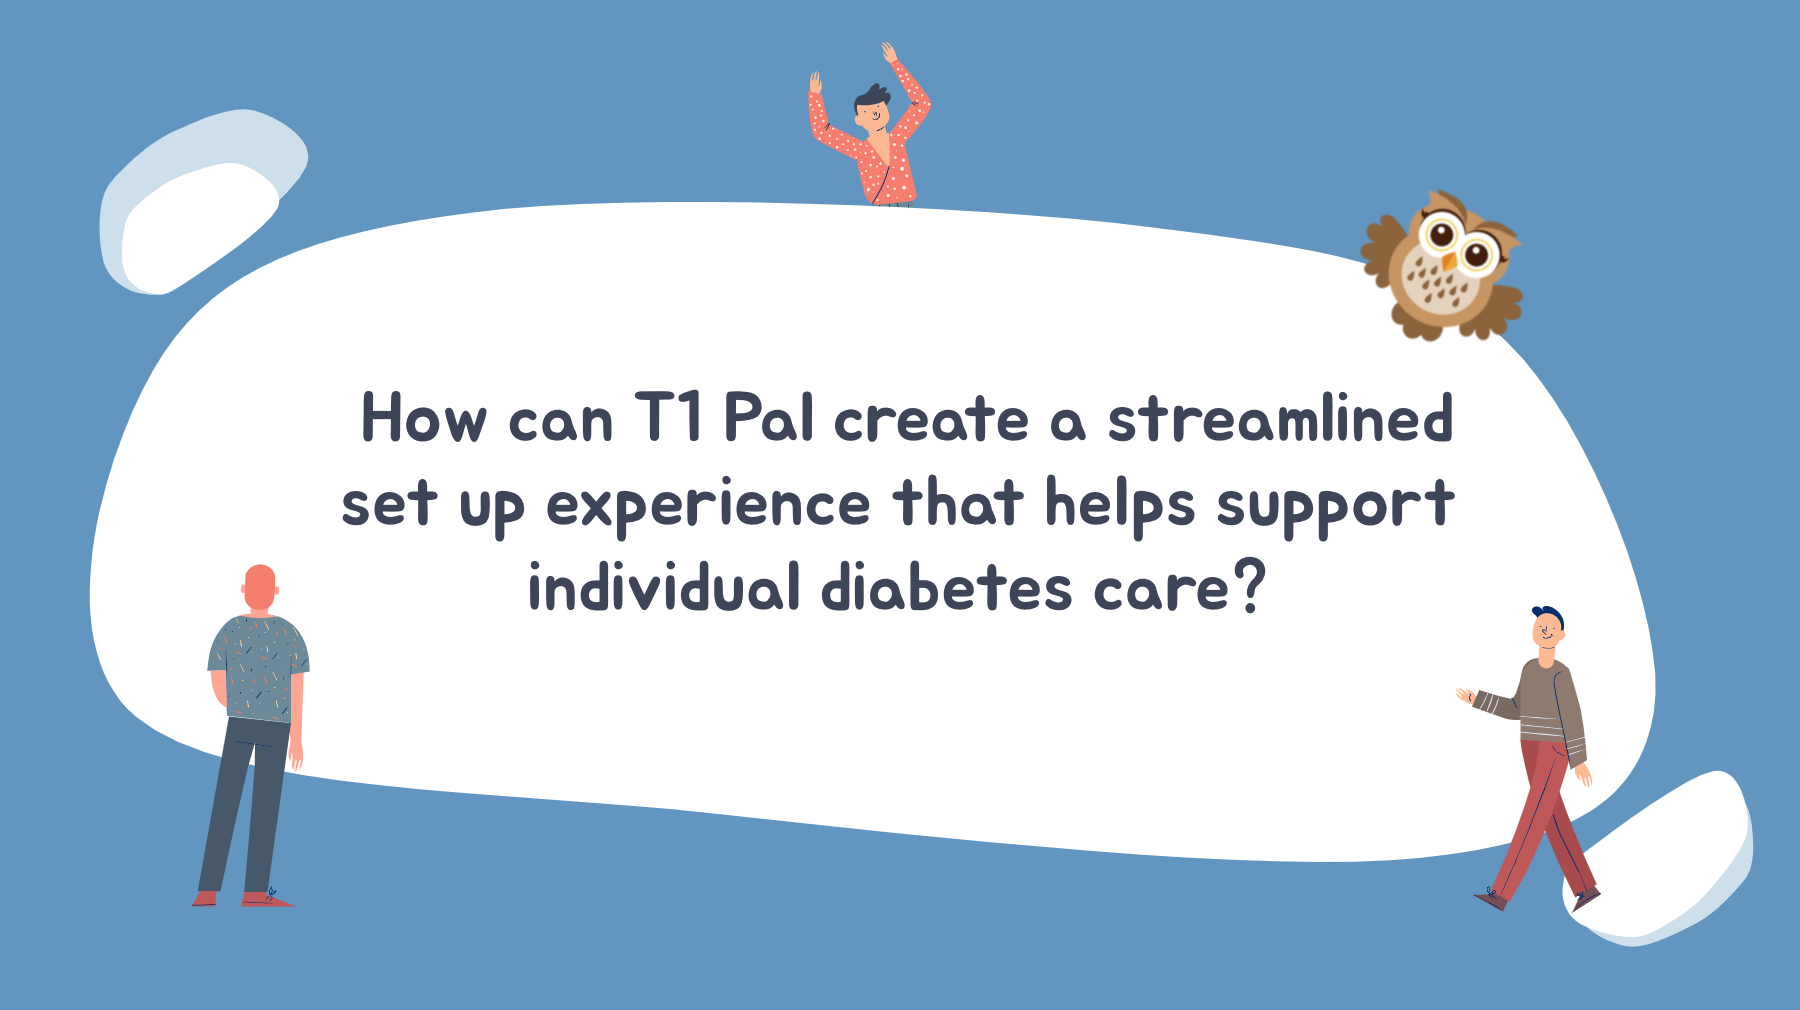 How can T1 Pal create a streamlined
set up experience that helps support
individual diabetes care?